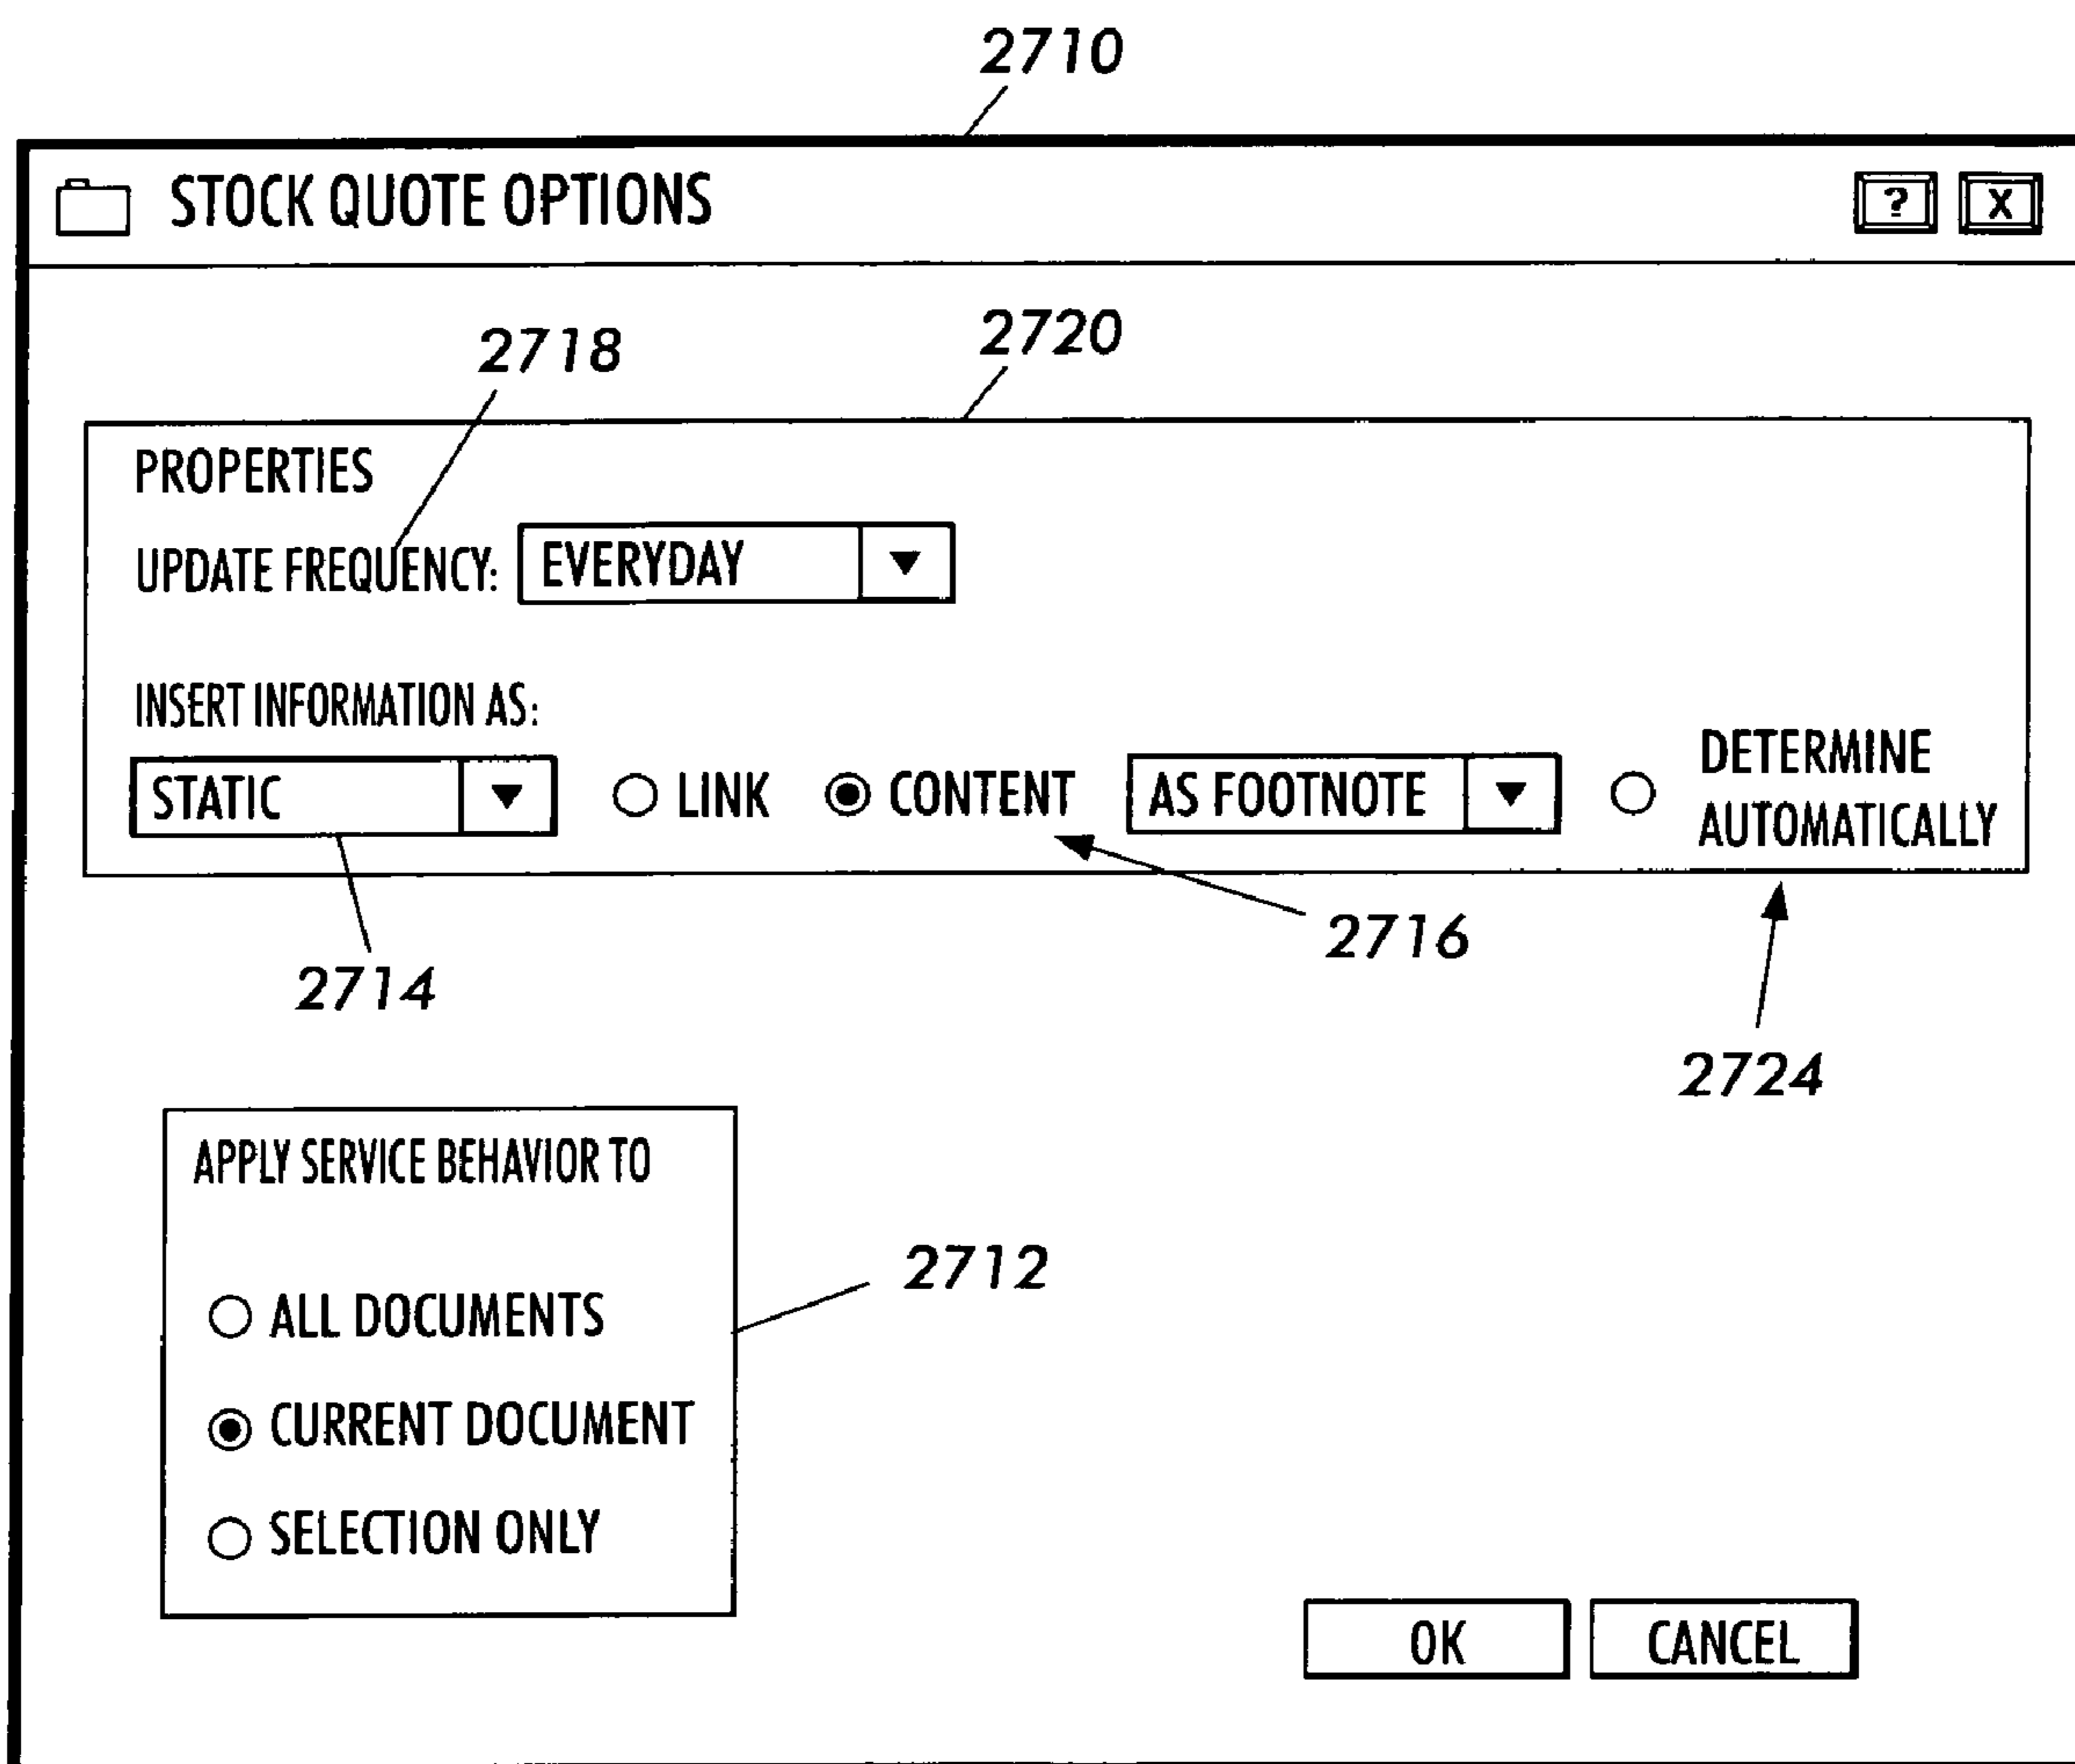 2710
STOCK QUOTE OPTIONS ? X
2718 2720
PROPERTIES
UPDATE FREQUENCY: EVERYDAY
INSERT INFORMATION AS:
STATIC LINK CONTENT AS FOOTNOTE DETERMINE
AUTOMATICALLY
2716
2714
2724
APPLY SERVICE BEHAVIOR TO
2712
ALL DOCUMENTS
CURRENT DOCUMENT
SELECTION ONLY
OK CANCEL